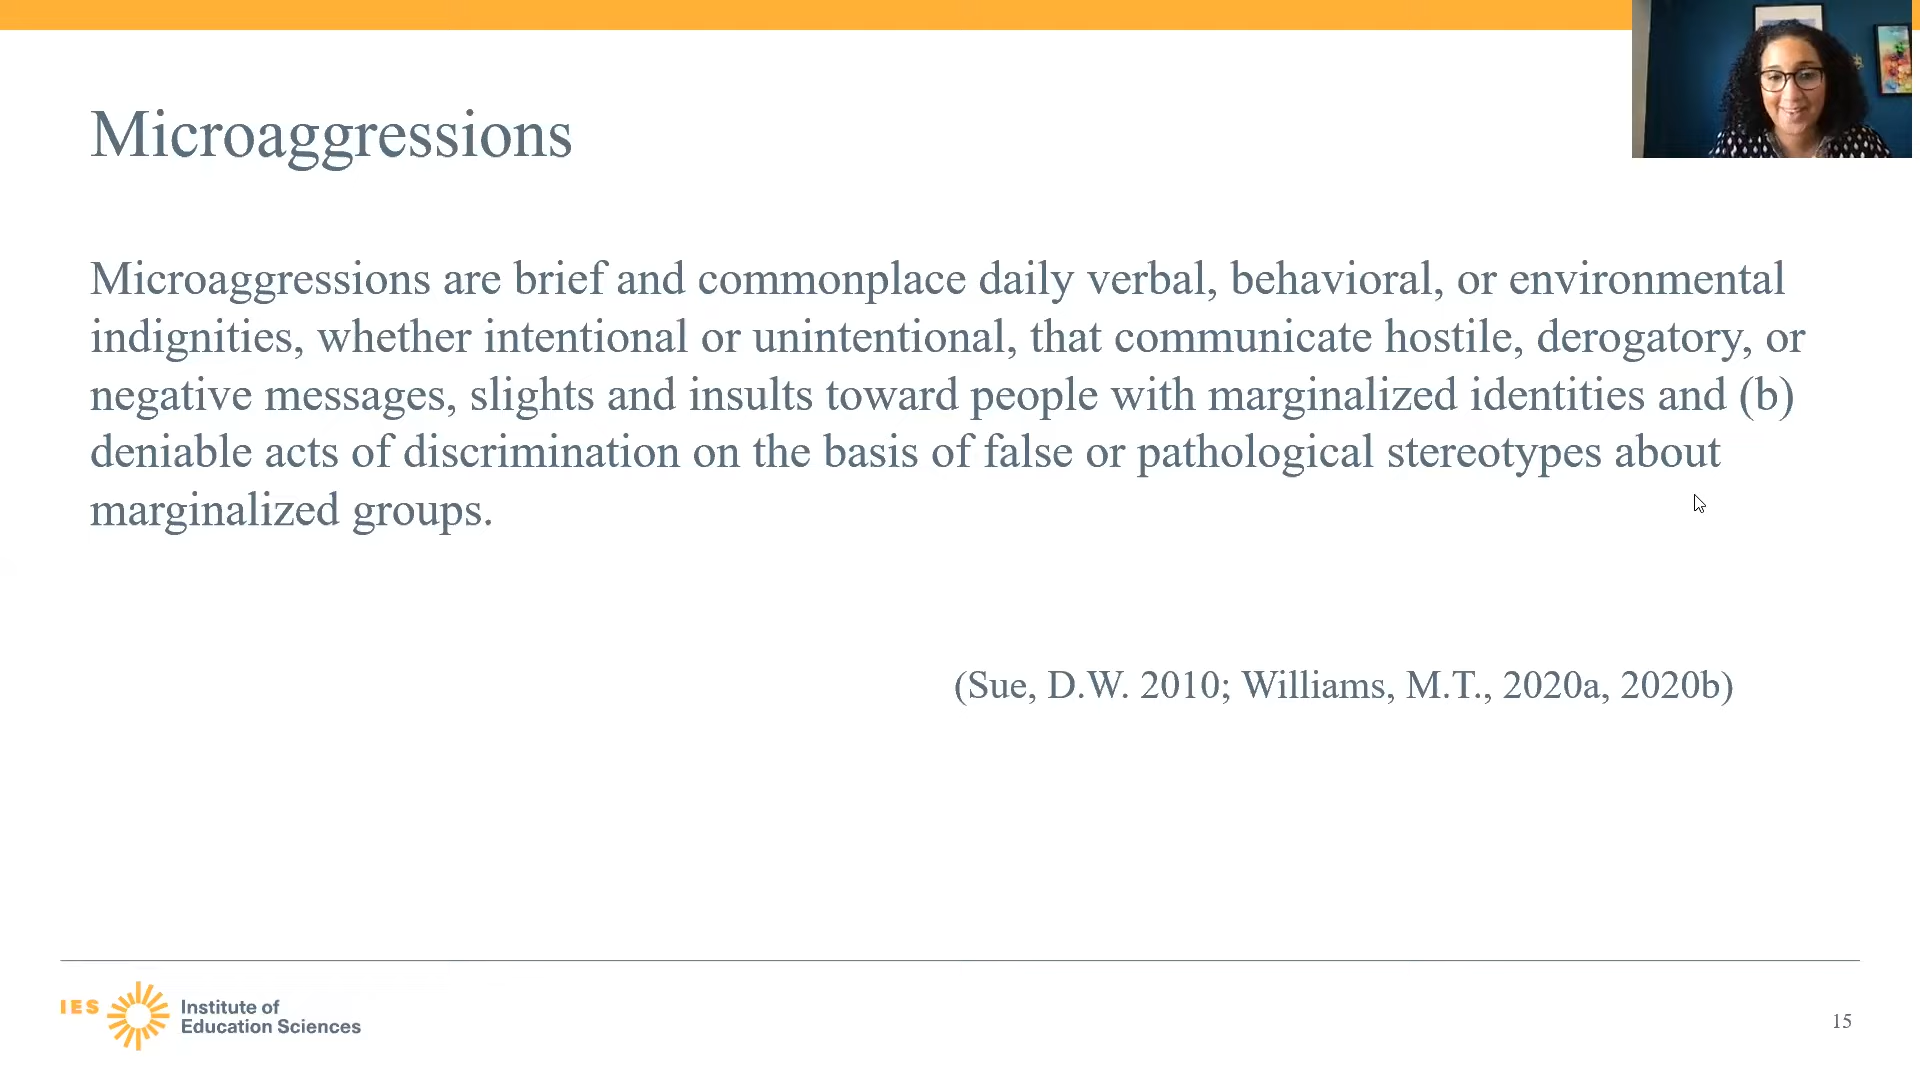 Microaggressions
Microaggressions are brief and commonplace daily verbal, behavioral, or environmental
indignities, whether intentional or unintentional, that communicate hostile, derogatory, or
negative messages, slights and insults toward people with marginalized identities and (b)
deniable acts of discrimination on the basis of false or pathological stereotypes about
marginalized groups.
(Sue, D.W. 2010; Williams, M.T., 2020a, 2020b)
IES
Institute of
Education Sciences
15